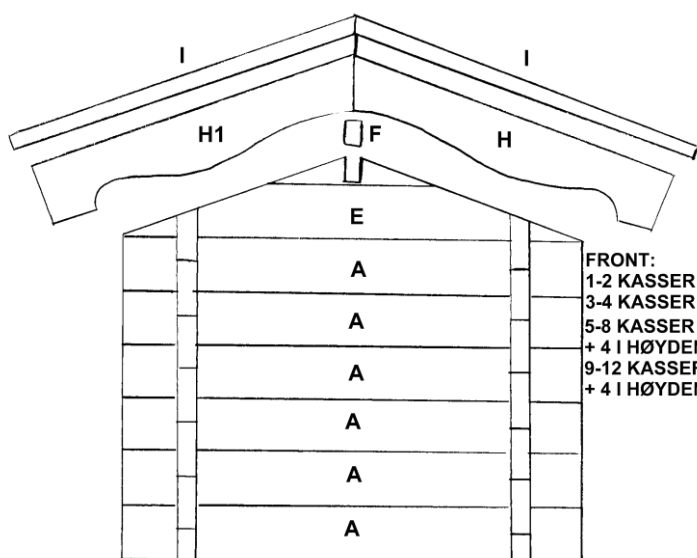 I
I
H1
F
H
E
A
A
A
A
A
A
FRONT:
1-2 KASSER
3-4 KASSER
5-8 KASSER
+ 4 I HØYDEN
9-12 KASSER
+ 4 I HØYDEN